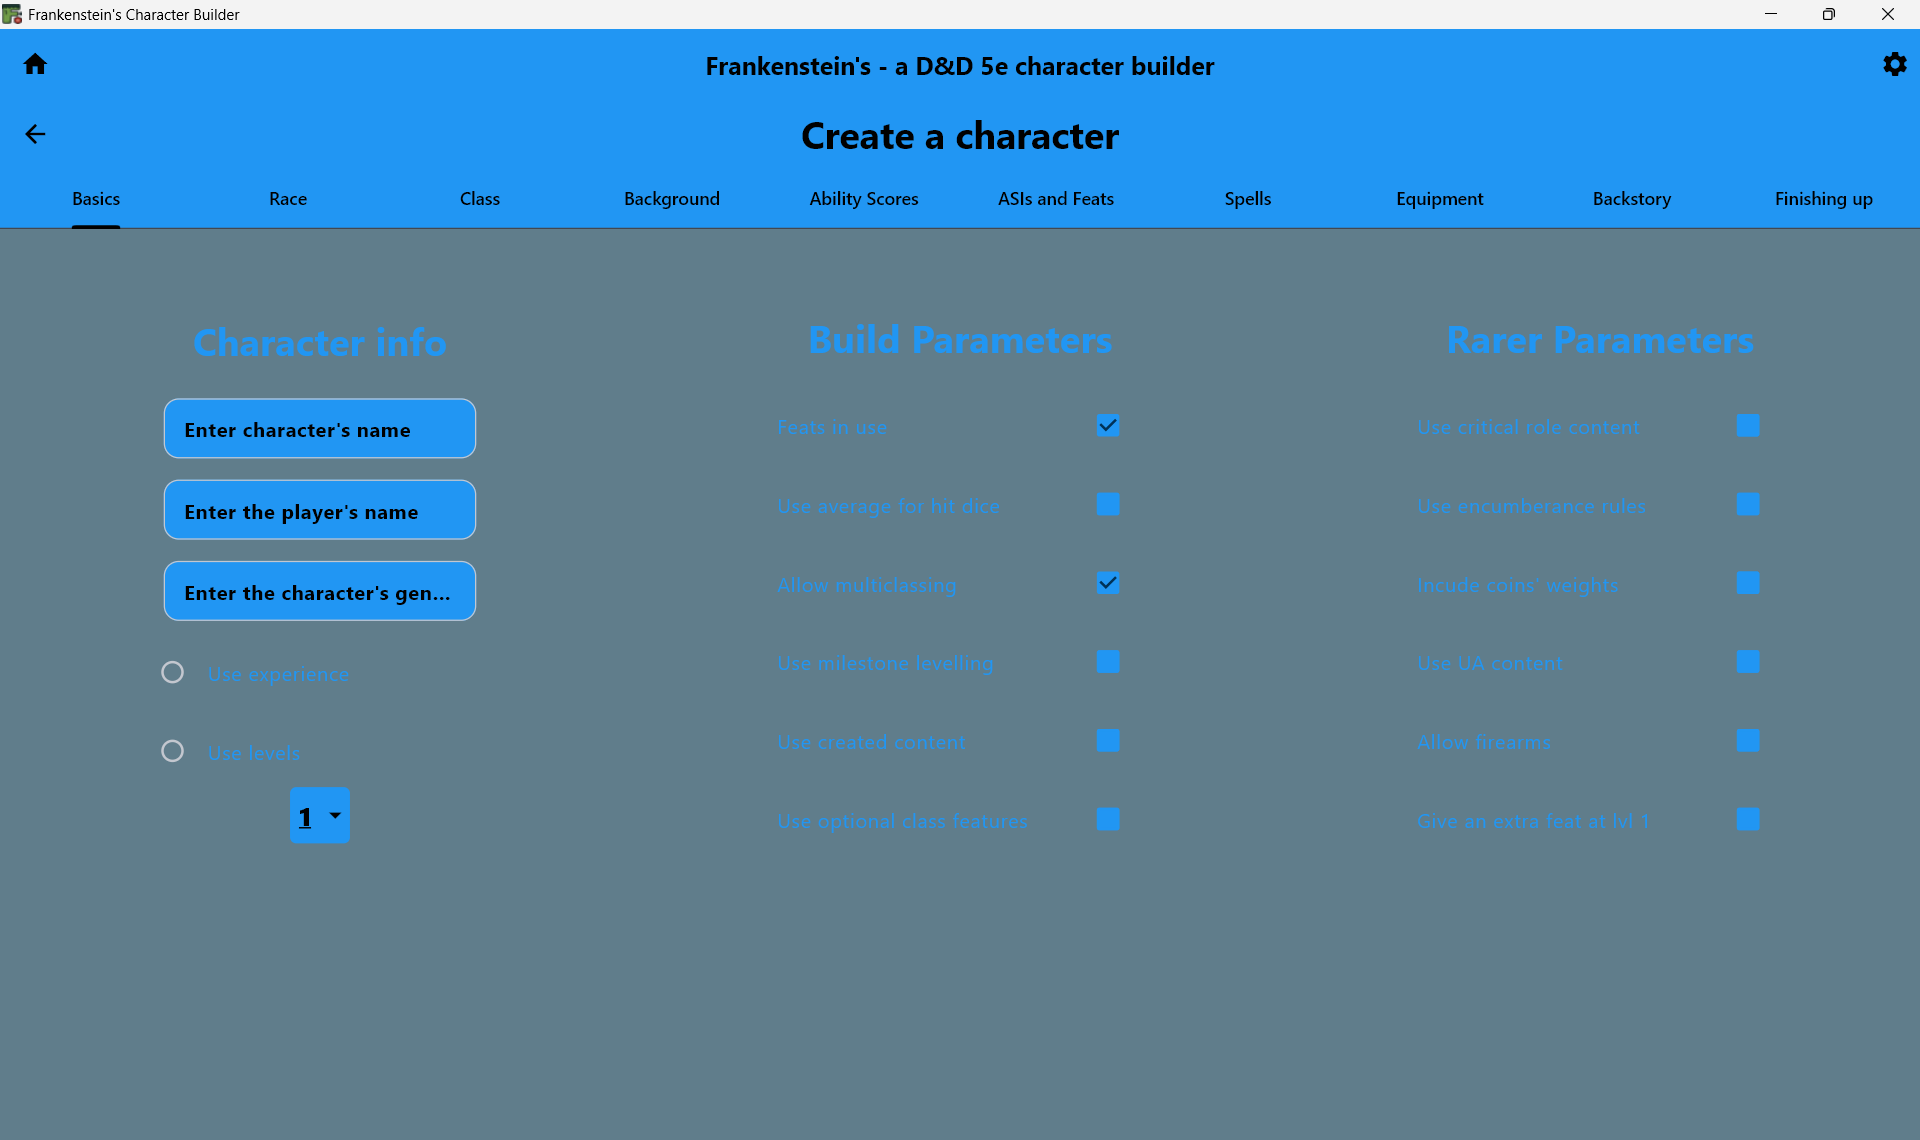 Frankenstein's Character Builder
Frankenstein's - a D&D 5e character builder
Create a character
Basics Race Class Background Ability Scores ASIs and Feats Spells Equipment Backstory Finishing up
Character info
Enter character's name
Enter the player's name
Enter the character's gen...
Use experience
Use levels
1
Build Parameters
Feats in use
Use average for hit dice
Allow multiclassing
Use milestone levelling
Use created content
Use optional class features
Rarer Parameters
Use critical role content
Use encumberance rules
Incude coins' weights
Use UA content
Allow firearms
Give an extra feat at lvl 1